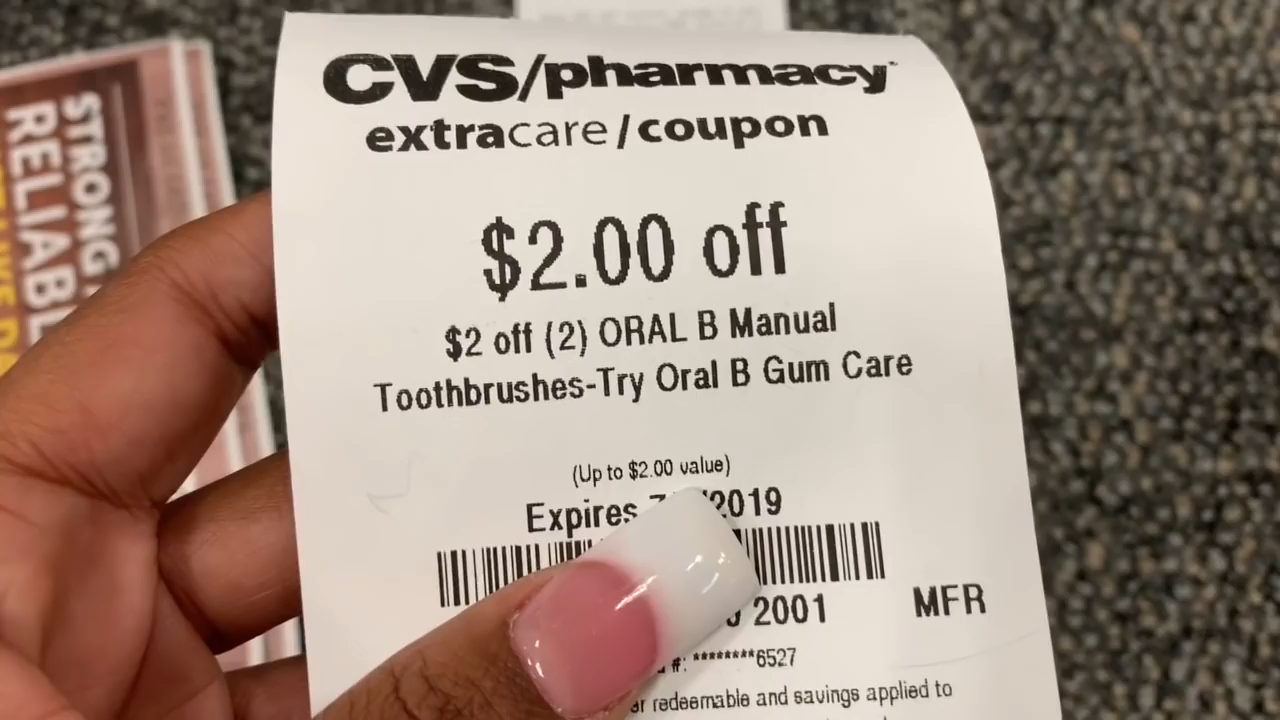 CVS/pharmacy
extracare/coupon
$2.00 off
$2 off (2) ORAL B Manual
Toothbrushes-Try Oral B Gum Care
(Up to $2.00 value)
Expires /2019
2001
MFR
#: ********6527
redeemable and savings applied to
STRONG
RELIABL